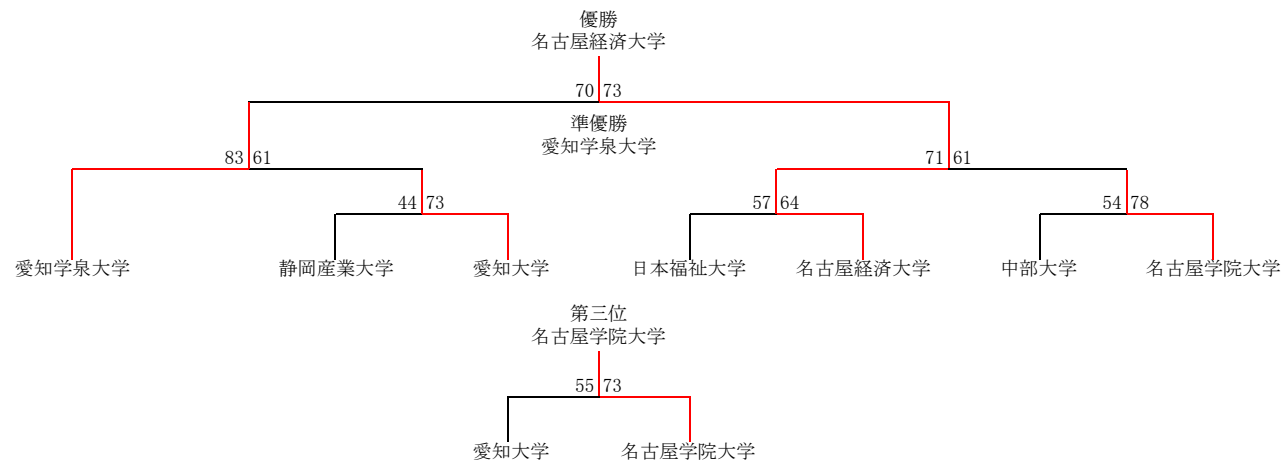 優勝
名古屋経済大学
70 73
準優勝
愛知学泉大学
83 61
71 61
44 73
57 64
54 78
愛知学泉大学
静岡産業大学
愛知大学
日本福祉大学
名古屋経済大学
中部大学
名古屋学院大学
第三位
名古屋学院大学
55 73
愛知大学
名古屋学院大学